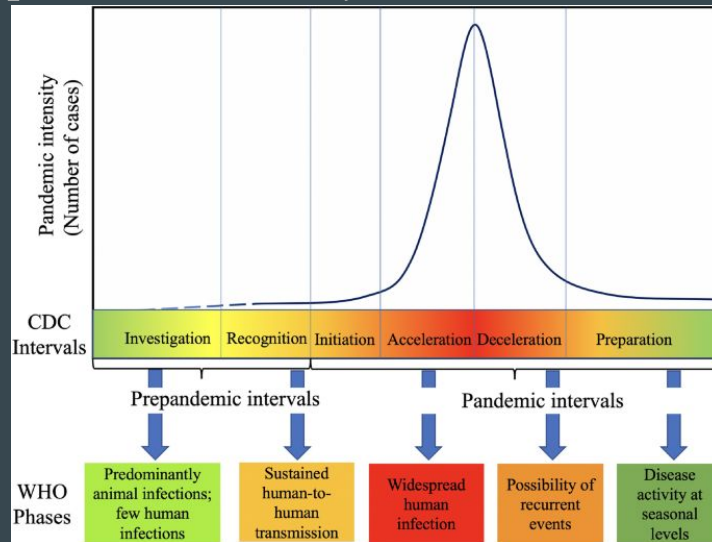 Pandemic intensity
(Number of cases)
CDC
Intervals
Investigation
Recognition
Initiation
Acceleration
Deceleration
Preparation
Prepandemic intervals
Pandemic intervals
WHO
Phases
Predominantly
animal infections;
few human
infections
Sustained
human-to-
human
transmission
Widespread
human
infection
Possibility of
recurrent
events
Disease
activity at
seasonal
levels